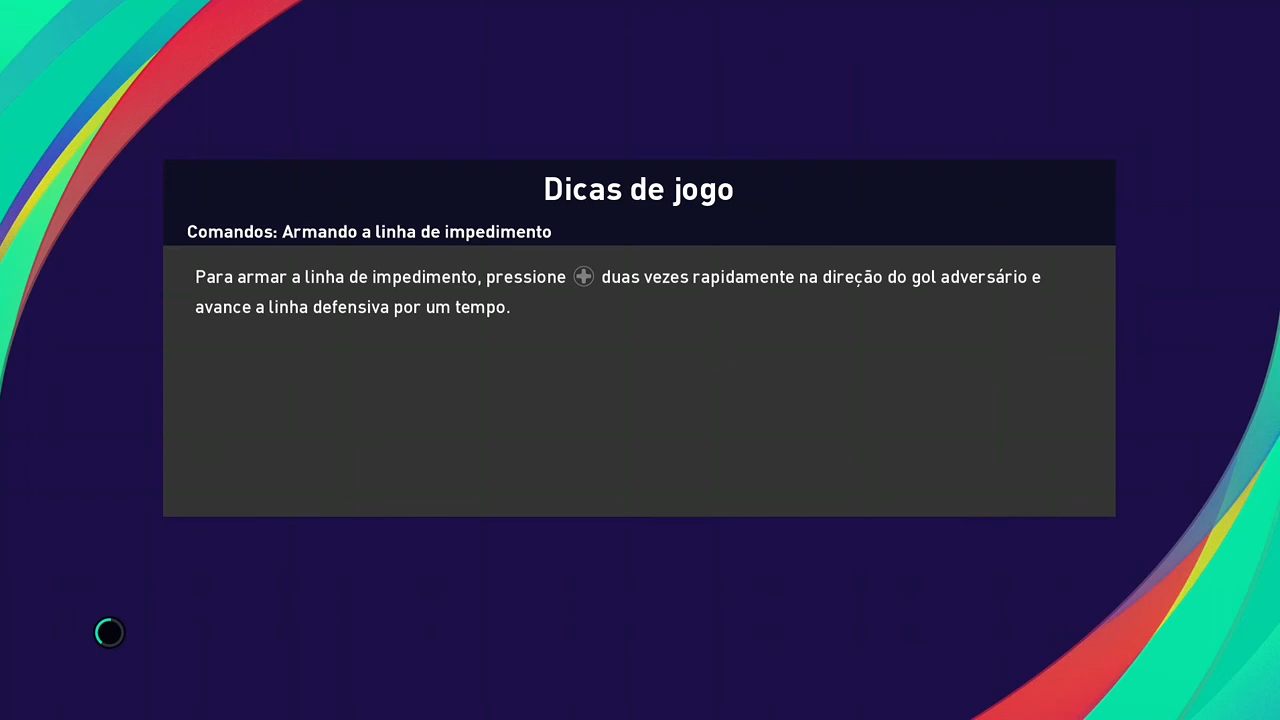 Dicas de jogo
Comandos: Armando a linha de impedimento
Para armar a linha de impedimento, pressione duas vezes rapidamente na direção do gol adversário e
avance a linha defensiva por um tempo.